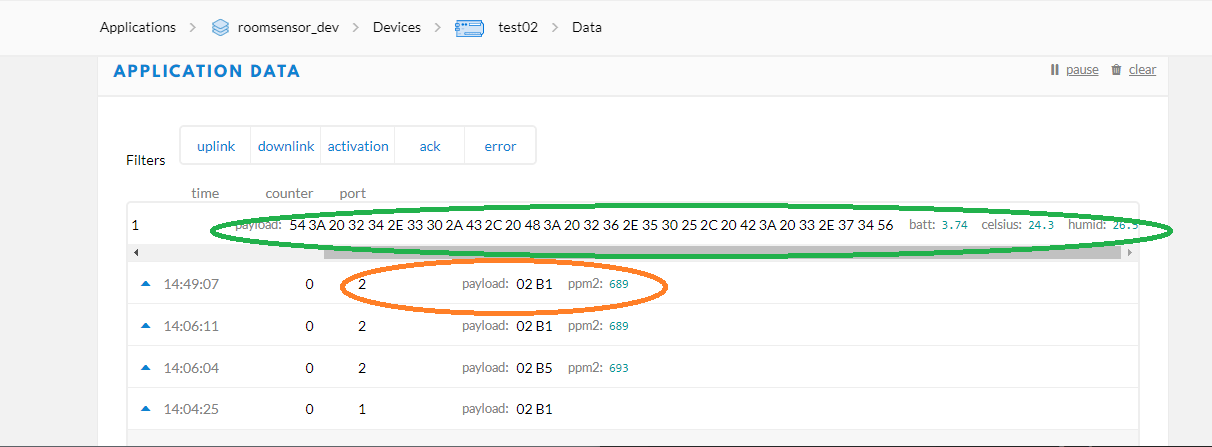 Applications > roomsensor_dev > Devices > test02 > Data
APPLICATION DATA
pause clear
Filters uplink downlink activation ack error
time counter port
1 payload: 54 3A 20 32 34 2E 33 30 2A 43 2C 20 48 3A 20 32 36 2E 35 30 25 2C 20 42 3A 20 33 2E 37 34 56 batt: 3.74 celsius: 24.3 humid: 26.5
14:49:07 0 2 payload: 02 B1 ppm2: 689
14:06:11 0 2 payload: 02 B1 ppm2: 689
14:06:04 0 2 payload: 02 B5 ppm2: 693
14:04:25 0 1 payload: 02 B1